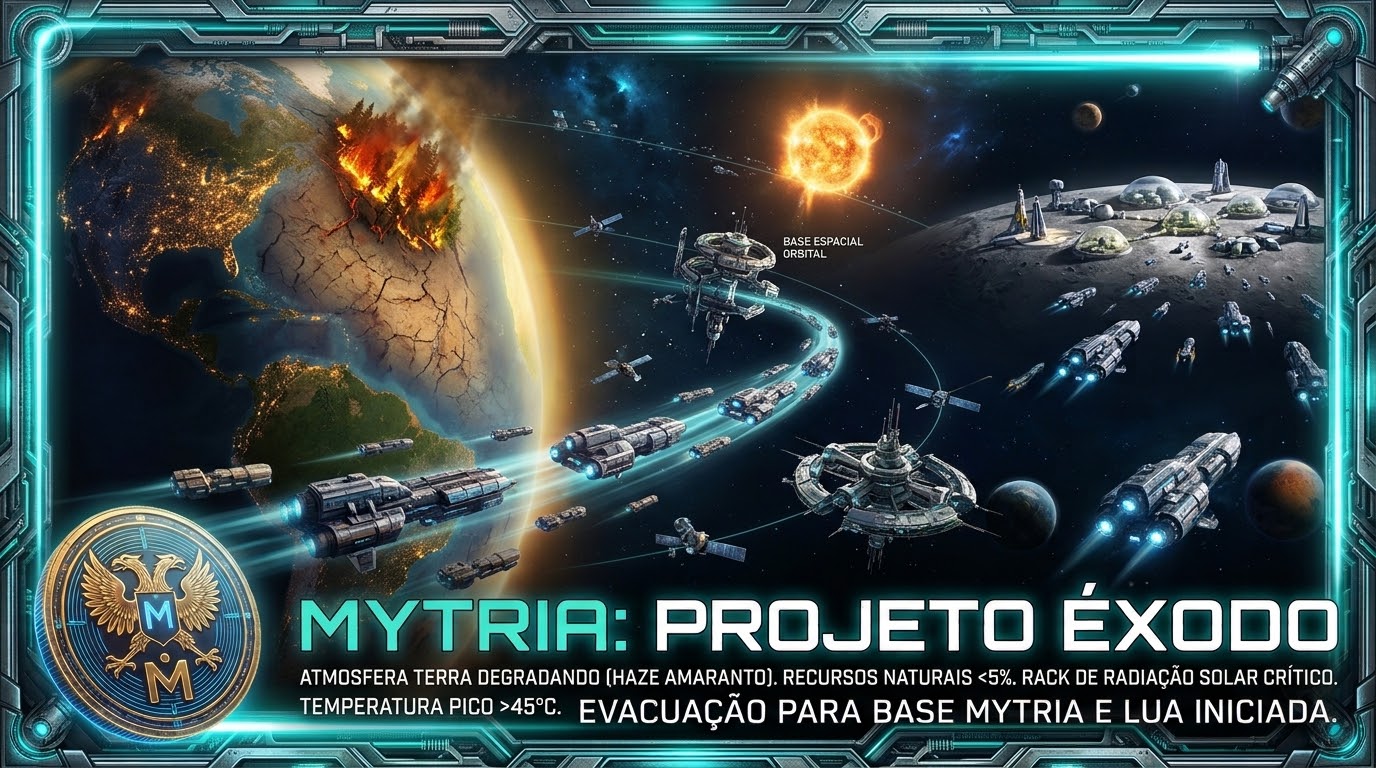 BASE ESPACIAL
ORBITAL
M
M
MYTRIA: PROJETO ÉXODO
ATMOSFERA TERRA DEGRADANDO (HAZE AMARANTO). RECURSOS NATURAIS <5%. RACK DE RADIAÇÃO SOLAR CRÍTICO.
TEMPERATURA PICO >45°C. EVACUAÇÃO PARA BASE MYTRIA E LUA INICIADA.